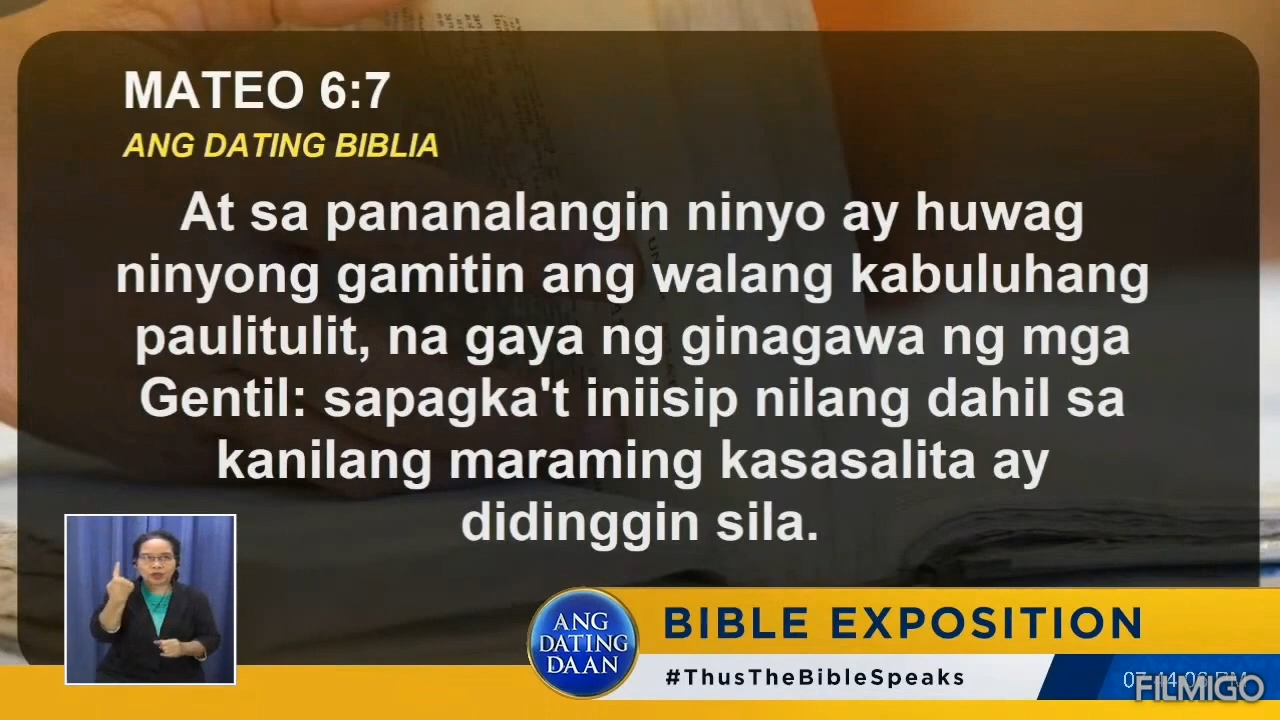 MATEO 6:7
ANG DATING BIBLIA
At sa pananalangin ninyo ay huwag
ninyong gamitin ang walang kabuluhang
paulitulit, na gaya ng ginagawa ng mga
Gentil: sapagka't iniisip nilang dahil sa
kanilang maraming kasasalita ay
didinggin sila.
ANG
DATING
DAAN
BIBLE EXPOSITION
#ThusTheBibleSpeaks
FILMIGO